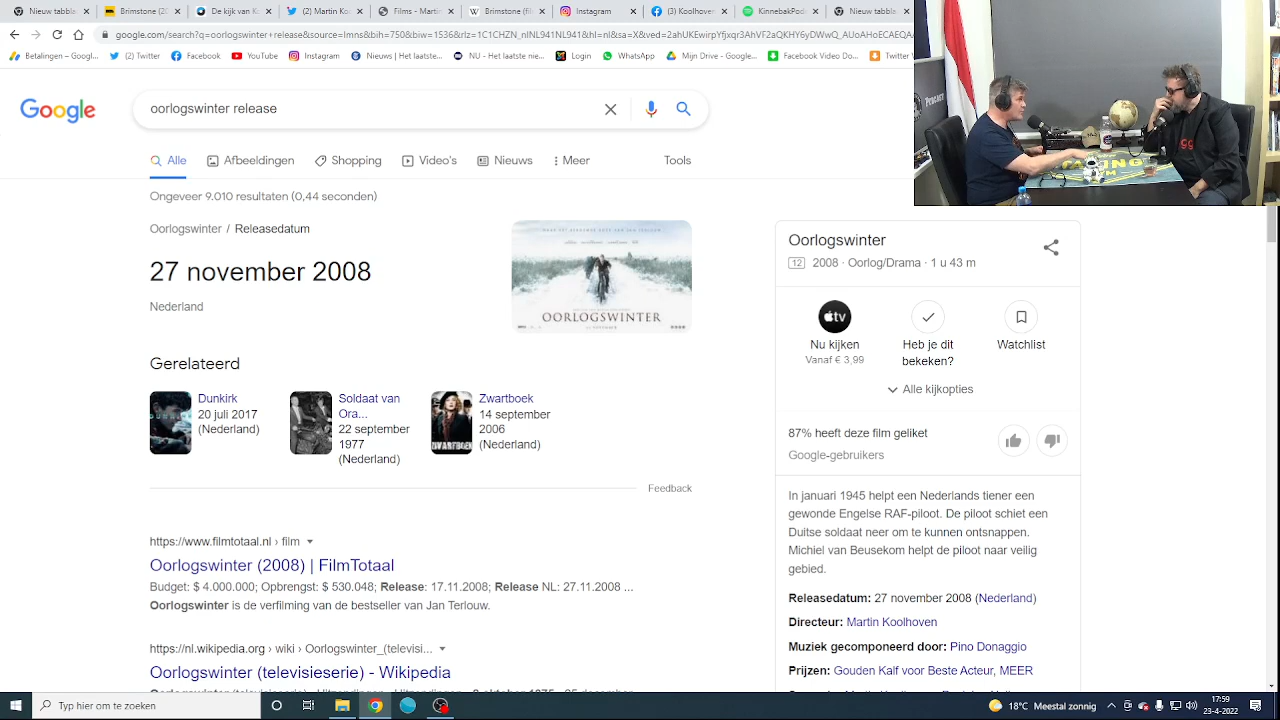 Nieuwe tabblad
Brimstone (20
De kijk van K
(2) Martin Ko
Films - Martin
Brimstone (fil
Instagram
(3) Facebook
KinnebakPo
Nieuwe tabblad
google.com/search?q=oorlogswinter+release&source=lmns&bih=750&biw=1536&rlz=1C1CHZN_nlNL941NL941&hl=nl&sa=X&ved=2ahUKEwirpYfjxqr3AhVF2aQKHY6yDWwQ_AUoAHoECAEQA
Betalingen – Googl...
(2) Twitter
Facebook
YouTube
Instagram
Nieuws | Het laatste...
NU - Het laatste nie...
Login
WhatsApp
Mijn Drive - Google...
Facebook Video Do...
Twitter
Google
oorlogswinter release
Alle
Afbeeldingen
Shopping
Video's
Nieuws
Meer
Tools
Ongeveer 9.010 resultaten (0,44 seconden)
Oorlogswinter / Releasedatum
27 november 2008
Nederland
OORLOGSWINTER
Gerelateerd
Dunkirk
20 juli 2017
(Nederland)
Soldaat van
Ora...
22 september
1977
(Nederland)
Zwartboek
14 september
2006
(Nederland)
Feedback
https://www.filmtotaal.nl › film
Oorlogswinter (2008) | FilmTotaal
Budget: $ 4.000.000; Opbrengst: $ 530.048; Release: 17.11.2008; Release NL: 27.11.2008 ...
Oorlogswinter is de verfilming van de bestseller van Jan Terlouw.
https://nl.wikipedia.org › wiki › Oorlogswinter_(televisi...
Oorlogswinter (televisieserie) - Wikipedia
Oorlogswinter
12 2008 · Oorlog/Drama · 1 u 43 m
tv
Nu kijken
Vanaf € 3,99
Heb je dit
bekeken?
Watchlist
Alle kijkopties
87% heeft deze film geliket
Google-gebruikers
In januari 1945 helpt een Nederlands tiener een
gewonde Engelse RAF-piloot. De piloot schiet een
Duitse soldaat neer om te kunnen ontsnappen.
Michiel van Beusekom helpt de piloot naar veilig
gebied.
Releasedatum: 27 november 2008 (Nederland)
Directeur: Martin Koolhoven
Muziek gecomponeerd door: Pino Donaggio
Prijzen: Gouden Kalf voor Beste Acteur, MEER
Typ hier om te zoeken
18°C Meestal zonnig
17:59
23-4-2022